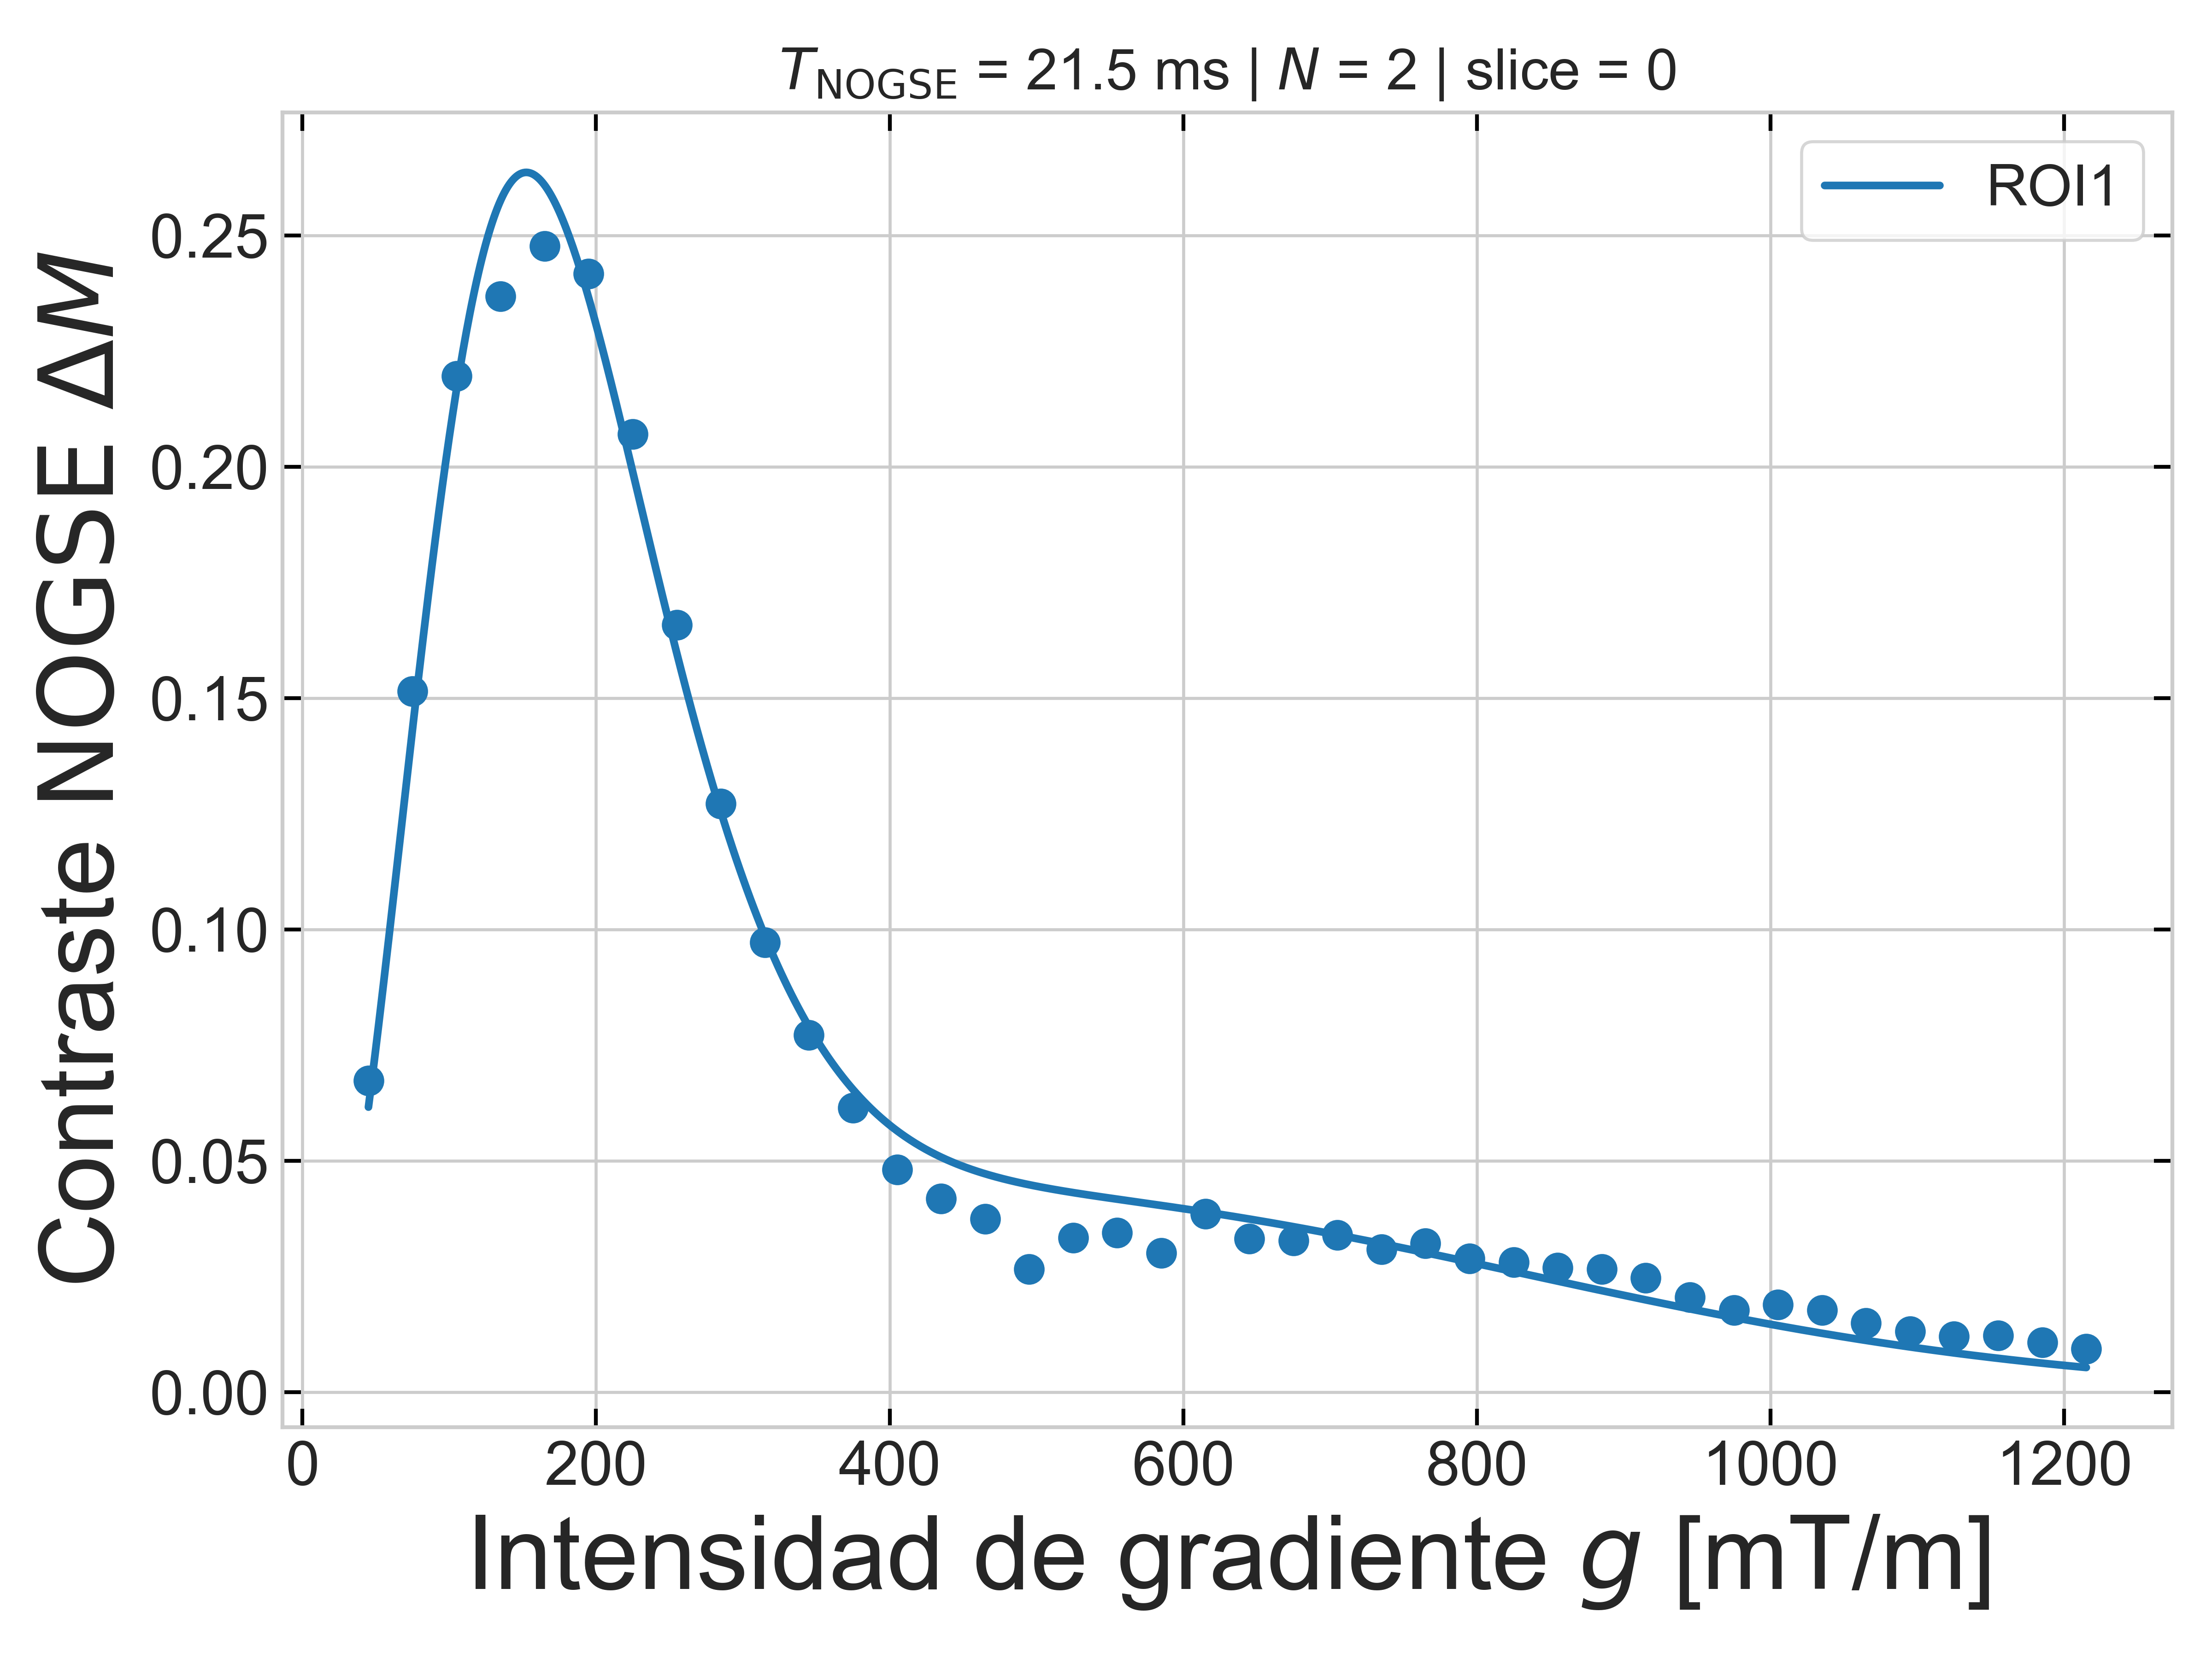 T_NOGSE = 21.5 ms | N = 2 | slice = 0
ROI1
Contraste NOGSE ΔM
0.25
0.20
0.15
0.10
0.05
0.00
0 200 400 600 800 1000 1200
Intensidad de gradiente g [mT/m]